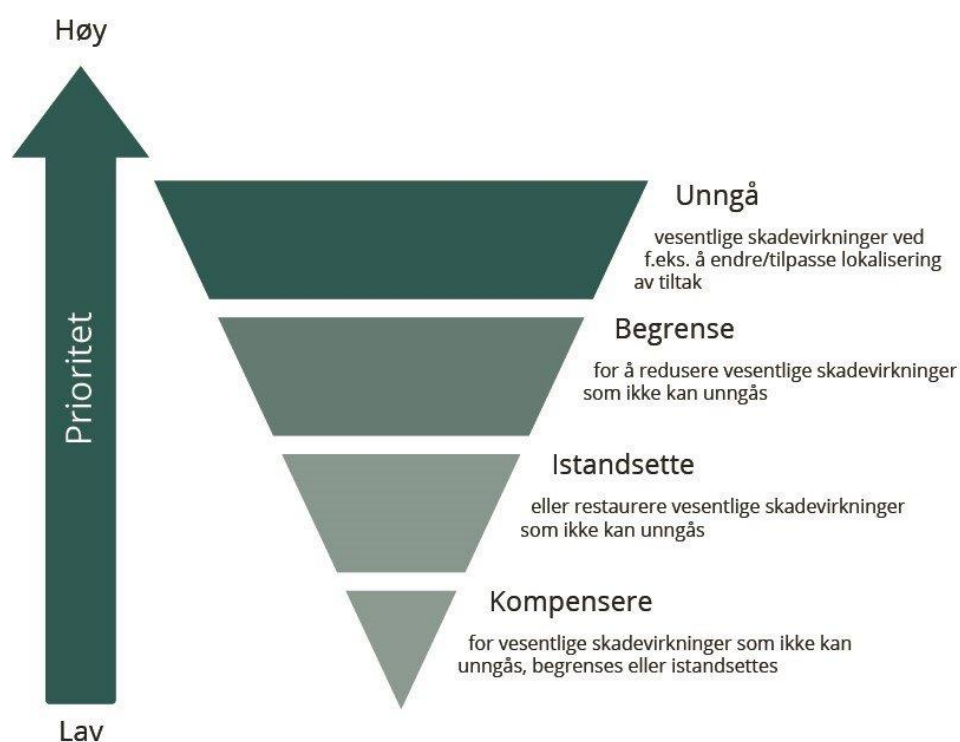 Høy
Prioritet
Unngå
vesentlige skadevirkninger ved
f.eks. å endre/tilpasse lokalisering
av tiltak
Begrense
for å redusere vesentlige skadevirkninger
som ikke kan unngås
Istandsette
eller restaurere vesentlige skadevirkninger
som ikke kan unngås
Kompensere
for vesentlige skadevirkninger som ikke kan
unngås, begrenses eller istandsettes
Lav